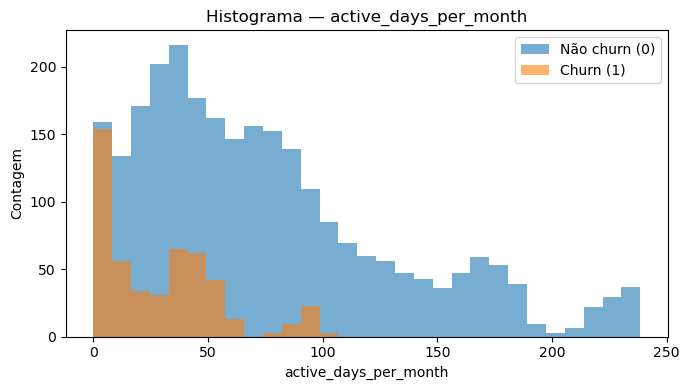 Histograma — active_days_per_month
Não churn (0)
Churn (1)
Contagem
200
150
100
50
0
0
50
100
150
200
250
active_days_per_month